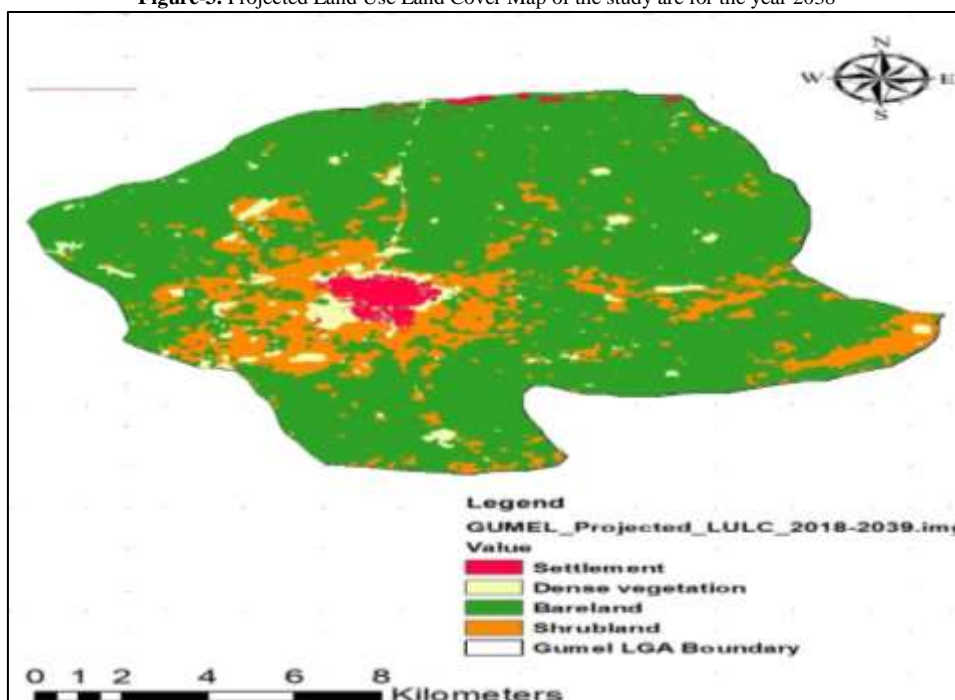 Figure-3. Projected Land Use Land Cover Map of the study are for the year 2038
N
W E
S
Legend
GUMEL_Projected_LULC_2018-2039.img
Value
Settlement
Dense vegetation
Bareland
Shrubland
Gumel LGA Boundary
0 1 2 4 6 8
Kilometers